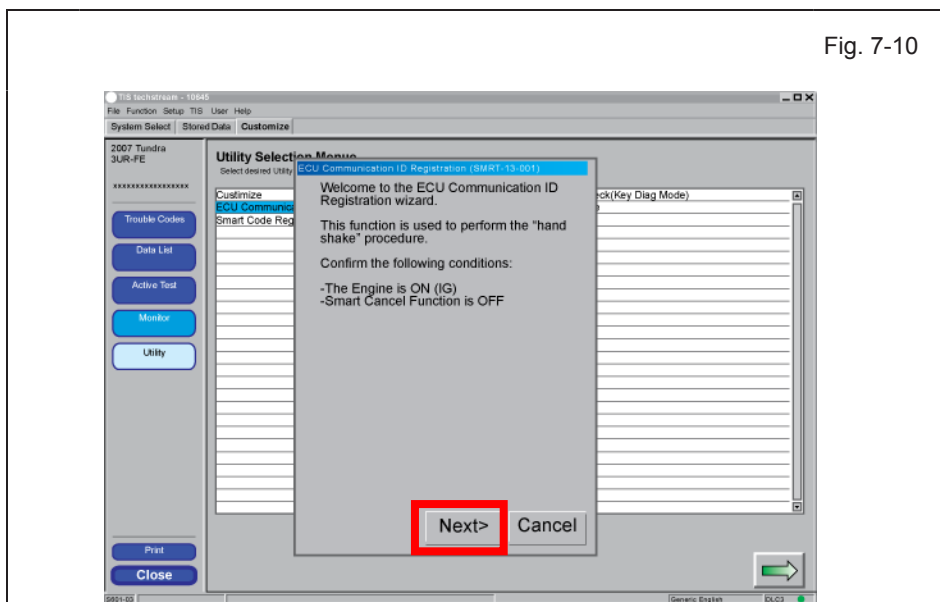 Fig. 7-10
TIS techstream - 10645
File Function Setup TIS User Help
System Select Stored Data Customize
2007 Tundra
3UR-FE
xxxxxxxxxxxxxxxxx
Trouble Codes
Data List
Active Test
Monitor
Utility
Print
Close
Utility Selection Menue
Select desired Utility
Custimize
ECU Communica
Smart Code Reg
eck(Key Diag Mode)
ECU Communication ID Registration (SMRT-13-001)
Welcome to the ECU Communication ID
Registration wizard.
This function is used to perform the "hand
shake" procedure.
Confirm the following conditions:
-The Engine is ON (IG)
-Smart Cancel Function is OFF
Next> Cancel
S601-03
Generic English
DLC3